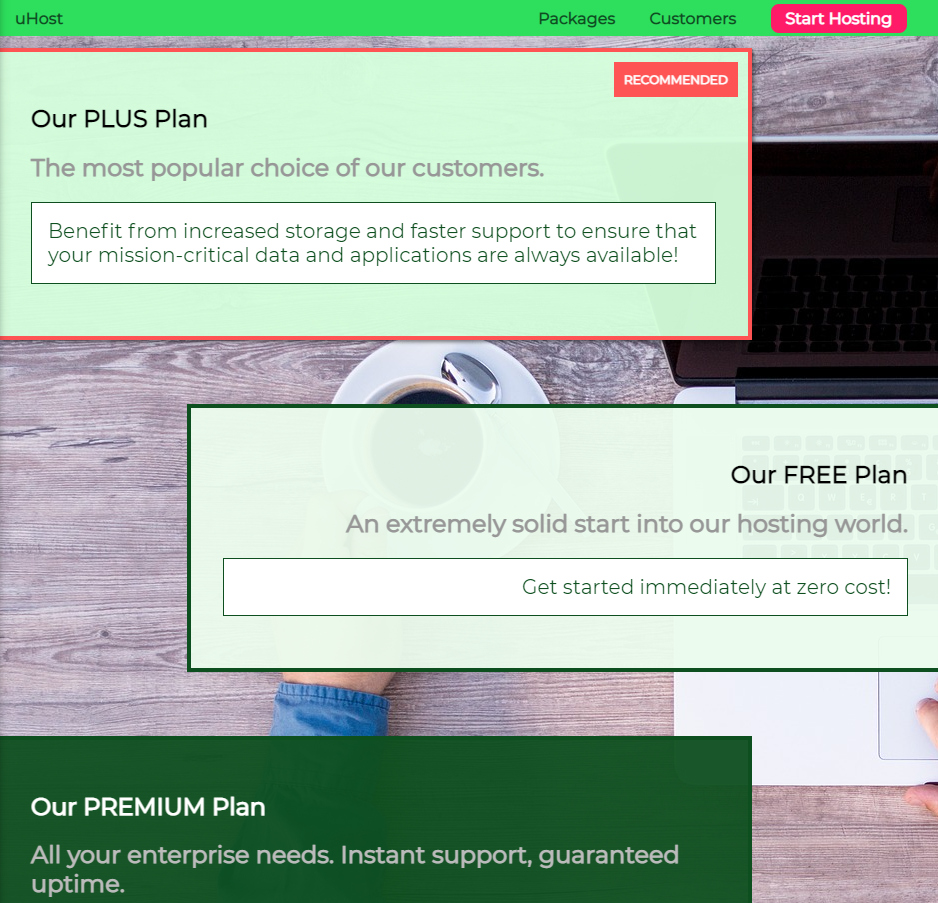 uHost
Packages
Customers
Start Hosting
RECOMMENDED
Our PLUS Plan
The most popular choice of our customers.
Benefit from increased storage and faster support to ensure that
your mission-critical data and applications are always available!
Our FREE Plan
An extremely solid start into our hosting world.
Get started immediately at zero cost!
Our PREMIUM Plan
All your enterprise needs. Instant support, guaranteed
uptime.